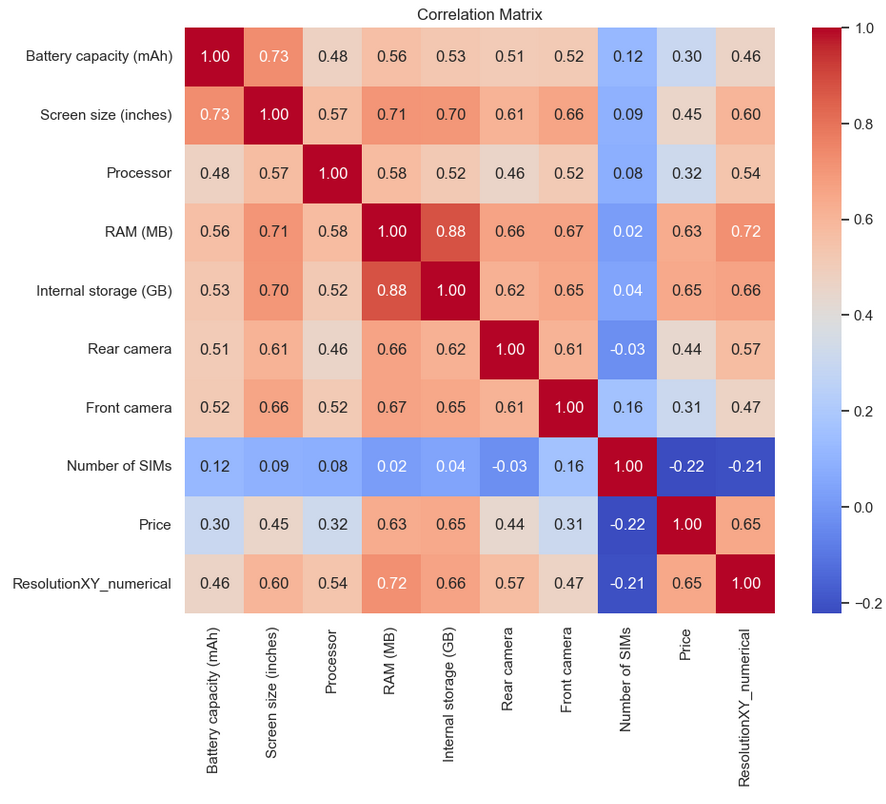 Correlation Matrix
Battery capacity (mAh) 1.00 0.73 0.48 0.56 0.53 0.51 0.52 0.12 0.30 0.46
Screen size (inches) 0.73 1.00 0.57 0.71 0.70 0.61 0.66 0.09 0.45 0.60
Processor 0.48 0.57 1.00 0.58 0.52 0.46 0.52 0.08 0.32 0.54
RAM (MB) 0.56 0.71 0.58 1.00 0.88 0.66 0.67 0.02 0.63 0.72
Internal storage (GB) 0.53 0.70 0.52 0.88 1.00 0.62 0.65 0.04 0.65 0.66
Rear camera 0.51 0.61 0.46 0.66 0.62 1.00 0.61 -0.03 0.44 0.57
Front camera 0.52 0.66 0.52 0.67 0.65 0.61 1.00 0.16 0.31 0.47
Number of SIMs 0.12 0.09 0.08 0.02 0.04 -0.03 0.16 1.00 -0.22 -0.21
Price 0.30 0.45 0.32 0.63 0.65 0.44 0.31 -0.22 1.00 0.65
ResolutionXY_numerical 0.46 0.60 0.54 0.72 0.66 0.57 0.47 -0.21 0.65 1.00
Battery capacity (mAh)
Screen size (inches)
Processor
RAM (MB)
Internal storage (GB)
Rear camera
Front camera
Number of SIMs
Price
ResolutionXY_numerical
1.0
0.8
0.6
0.4
0.2
0.0
−0.2